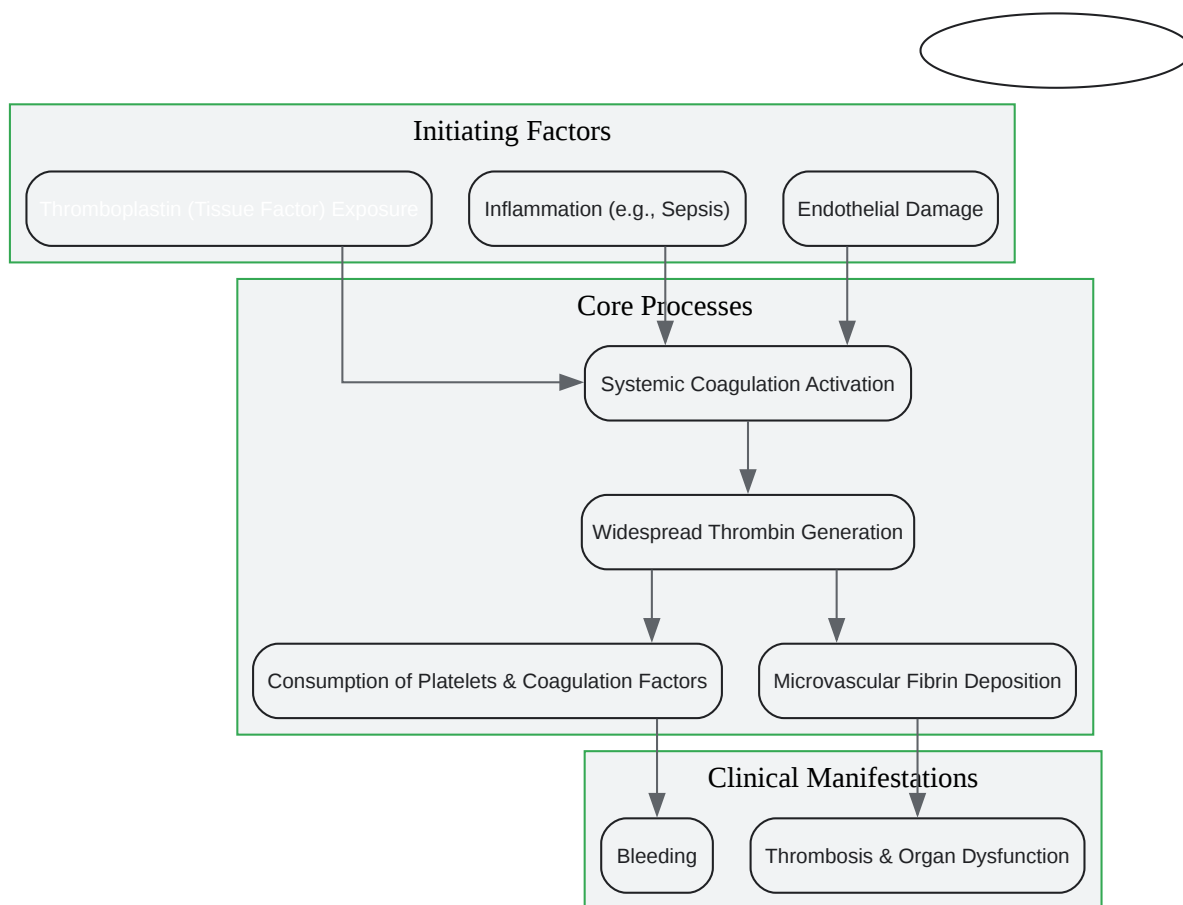 Initiating Factors
Thromboplastin (Tissue Factor) Exposure
Inflammation (e.g., Sepsis)
Endothelial Damage
Core Processes
Systemic Coagulation Activation
Widespread Thrombin Generation
Consumption of Platelets & Coagulation Factors
Microvascular Fibrin Deposition
Clinical Manifestations
Bleeding
Thrombosis & Organ Dysfunction